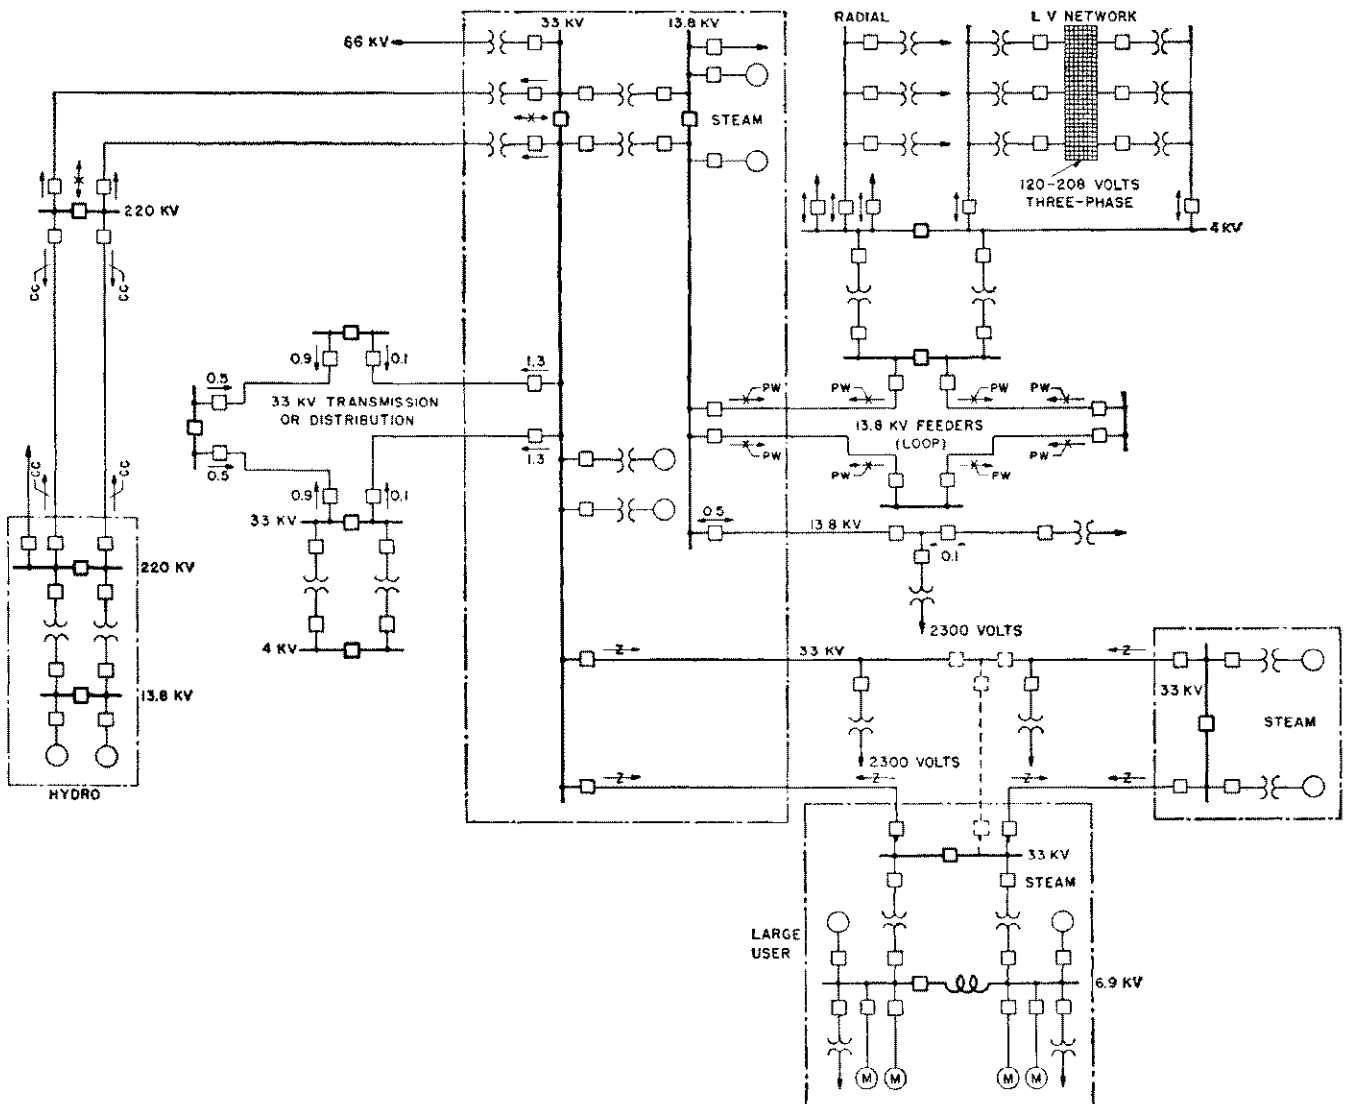 33 KV
13.8 KV
RADIAL
L V NETWORK
66 KV
STEAM
120-208 VOLTS
THREE-PHASE
220 KV
4 KV
CC
CC
0.9
0.1
1.3
0.5
33 KV TRANSMISSION
OR DISTRIBUTION
PW
PW
PW
PW
13.8 KV FEEDERS
(LOOP)
PW
PW
PW
PW
0.5
1.3
CC
CC
0.9
0.1
33 KV
0.5
13.8 KV
0.1
220 KV
2300 VOLTS
4 KV
Z
33 KV
Z
13.8 KV
33 KV
STEAM
2300 VOLTS
HYDRO
Z
Z
Z
Z
33 KV
STEAM
LARGE
USER
6.9 KV
M
M
M
M